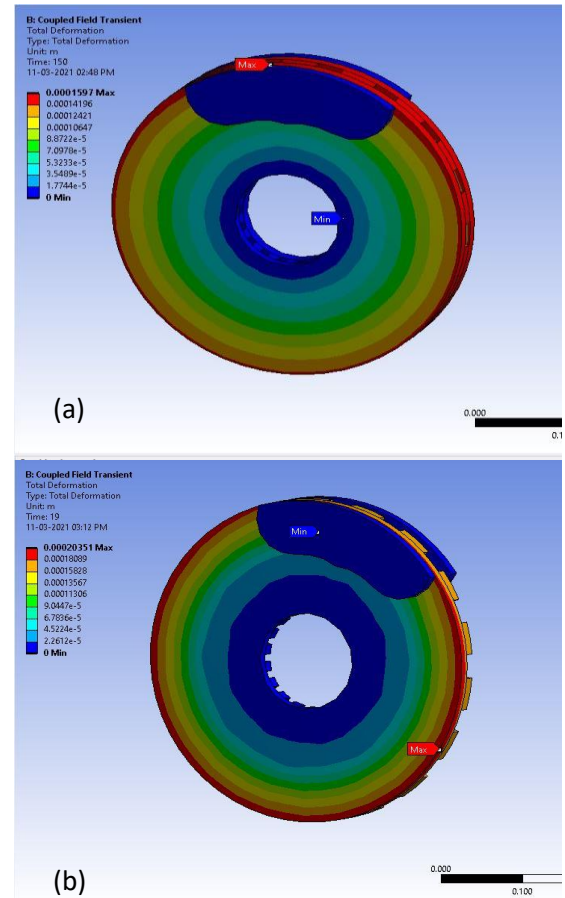 B: Coupled Field Transient
Total Deformation
Type: Total Deformation
Unit: m
Time: 150
11-03-2021 02:48 PM
0.0001597 Max
0.00014196
0.00012421
0.00010647
8.8722e-5
7.0978e-5
5.3233e-5
3.5489e-5
1.7744e-5
0 Min
Max
Min
(a)
0.000
0.1
B: Coupled Field Transient
Total Deformation
Type: Total Deformation
Unit: m
Time: 19
11-03-2021 03:12 PM
0.00020351 Max
0.00018089
0.00015828
0.00013567
0.00011306
9.0447e-5
6.7836e-5
4.5224e-5
2.2612e-5
0 Min
Min
Max
(b)
0.000
0.100